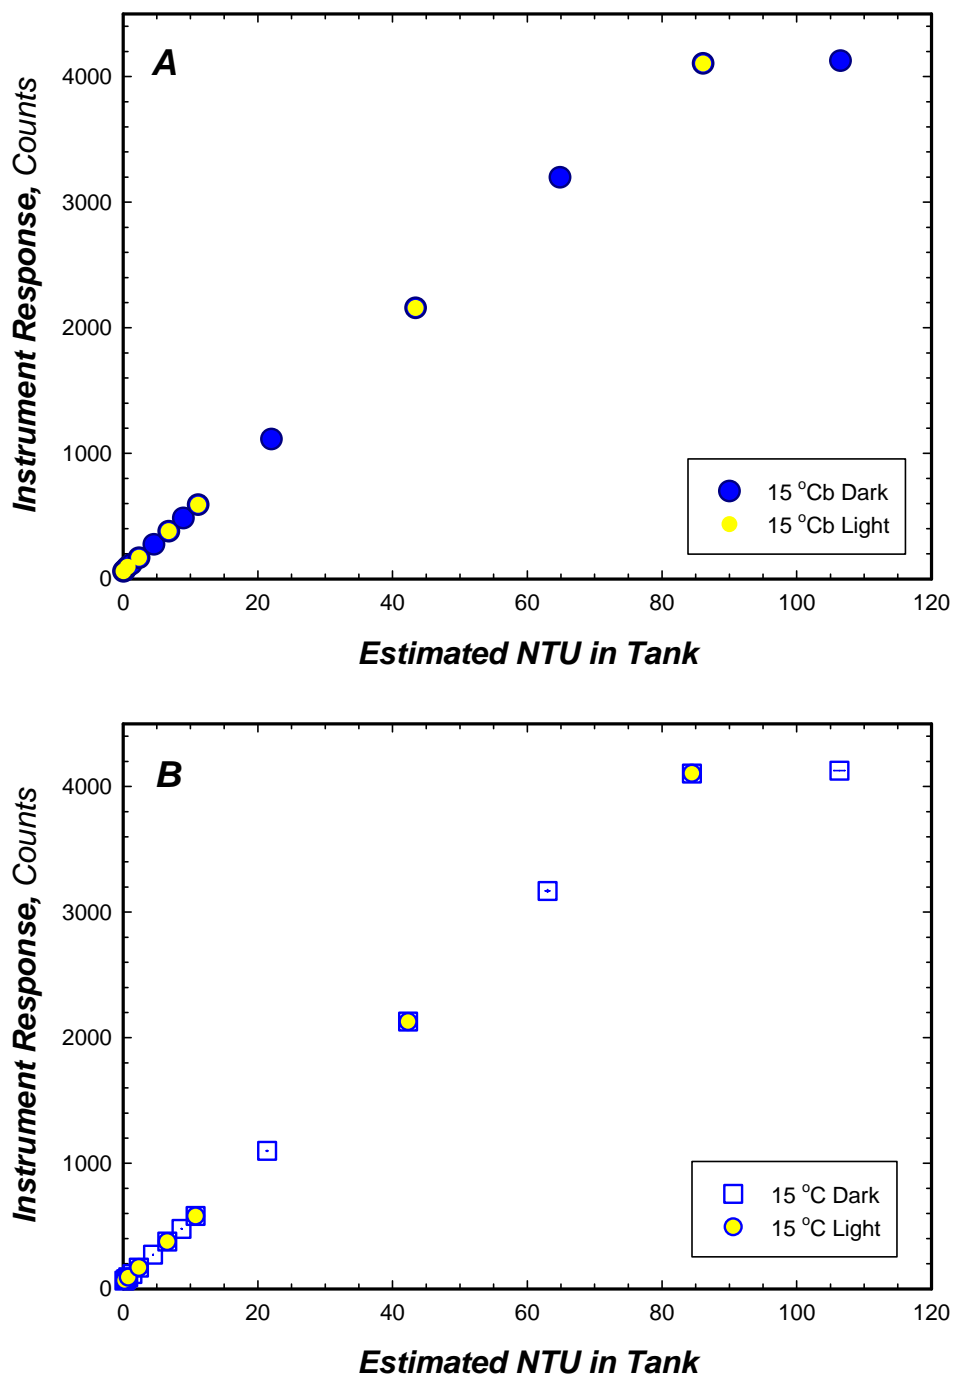 A
4000
3000
2000
1000
0
Instrument Response, Counts
15 °Cb Dark
15 °Cb Light
0 20 40 60 80 100 120
Estimated NTU in Tank
B
4000
3000
2000
1000
0
Instrument Response, Counts
15 °C Dark
15 °C Light
0 20 40 60 80 100 120
Estimated NTU in Tank